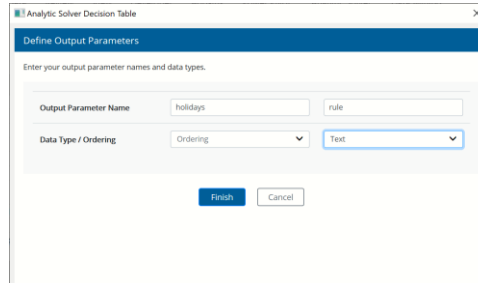 Analytic Solver Decision Table
Define Output Parameters
Enter your output parameter names and data types.
Output Parameter Name holidays rule
Data Type / Ordering Ordering Text
Finish Cancel